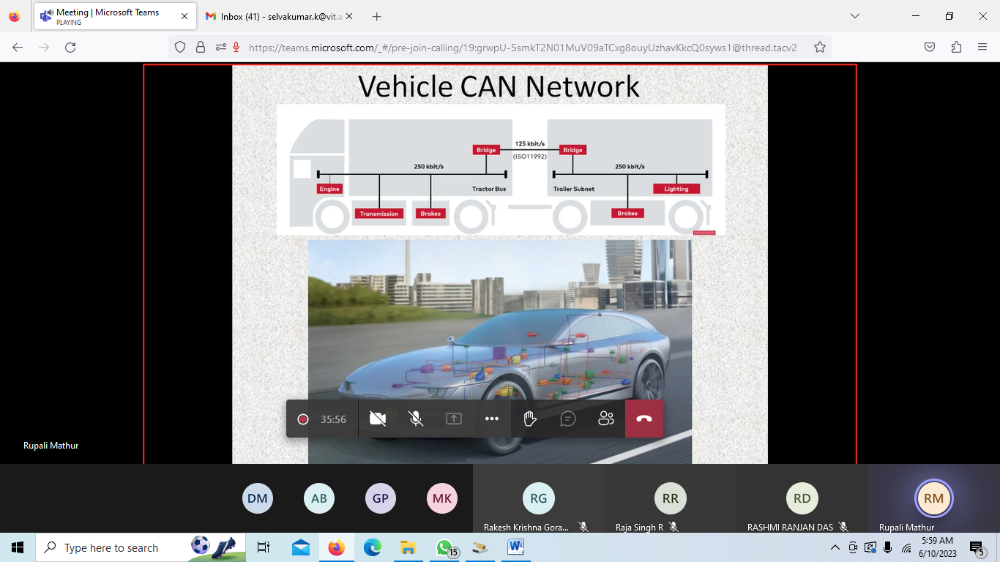 Meeting | Microsoft Teams
PLAYING
Inbox (41) - selvakumar.k@vit.a
https://teams.microsoft.com/_#/pre-join-calling/19:grwpU-5smkT2N01MuV09aTCxg8ouyUzhavKkcQ0syws1@thread.tacv2
Vehicle CAN Network
Bridge
125 kbit/s
Bridge
(ISO11992)
250 kbit/s
250 kbit/s
Engine
Tractor Bus
Trailer Subnet
Lighting
Transmission
Brakes
Brakes
35:56
Rupali Mathur
DM
AB
GP
MK
RG
RR
RD
RM
Rakesh Krishna Gora...
Raja Singh R
RASHMI RANJAN DAS
Rupali Mathur
Type here to search
15
W
5:59 AM
6/10/2023
5